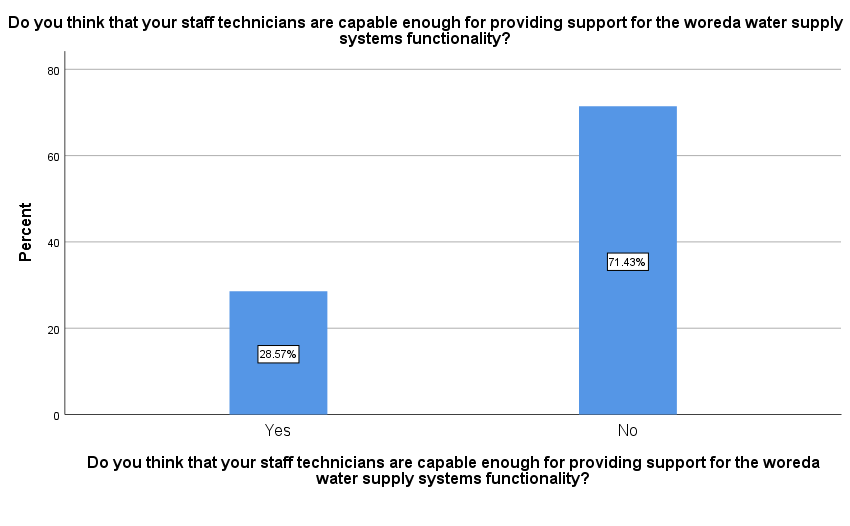 Do you think that your staff technicians are capable enough for providing support for the woreda water supply
systems functionality?
80
60
40
20
0
Percent
28.57%
71.43%
Yes
No
Do you think that your staff technicians are capable enough for providing support for the woreda
water supply systems functionality?